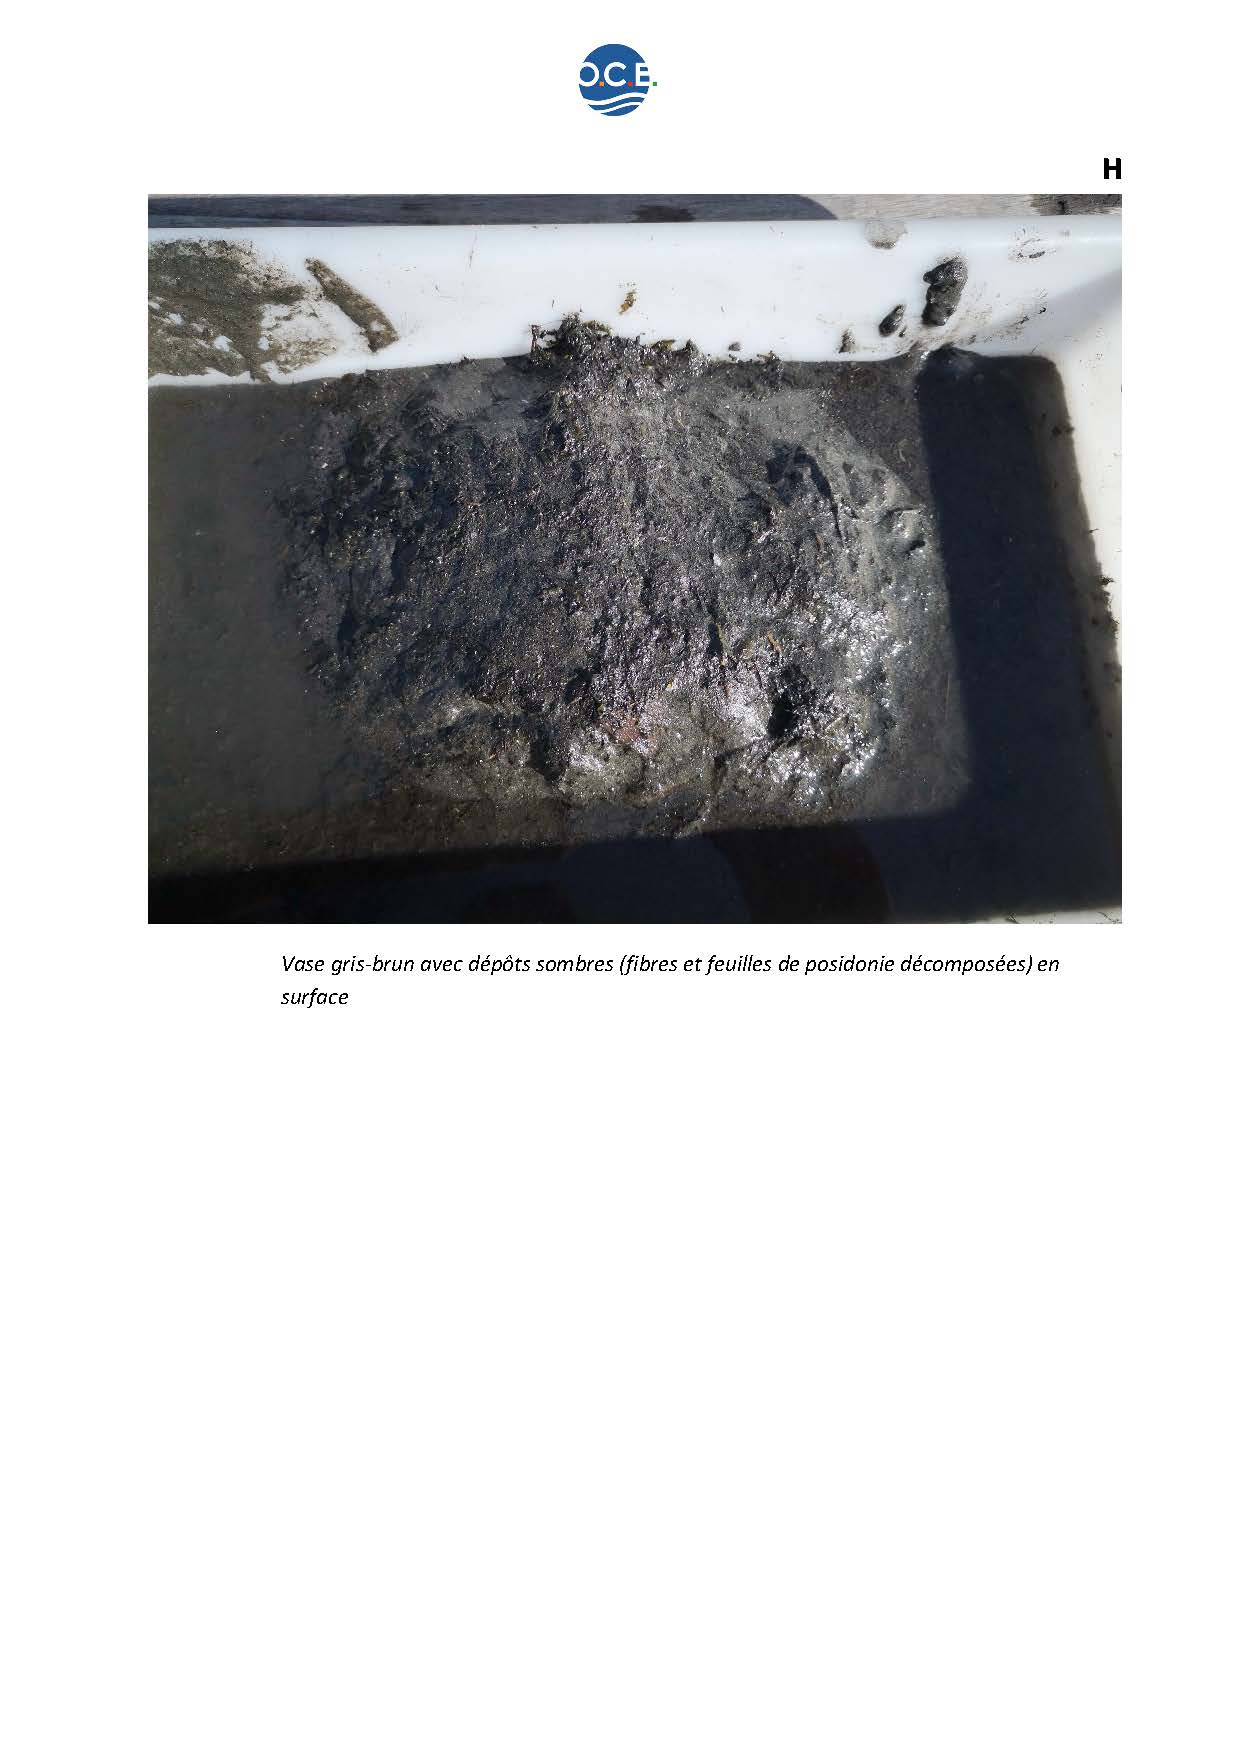 O.C.E.
H
Vase gris-brun avec dépôts sombres (fibres et feuilles de posidonie décomposées) en
surface